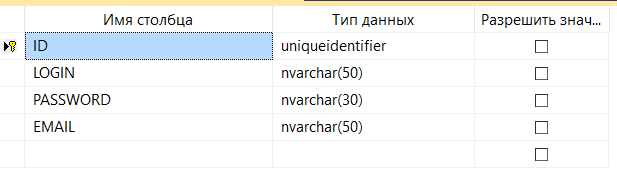 Имя столбца Тип данных Разрешить знач...
ID uniqueidentifier
LOGIN nvarchar(50)
PASSWORD nvarchar(30)
EMAIL nvarchar(50)